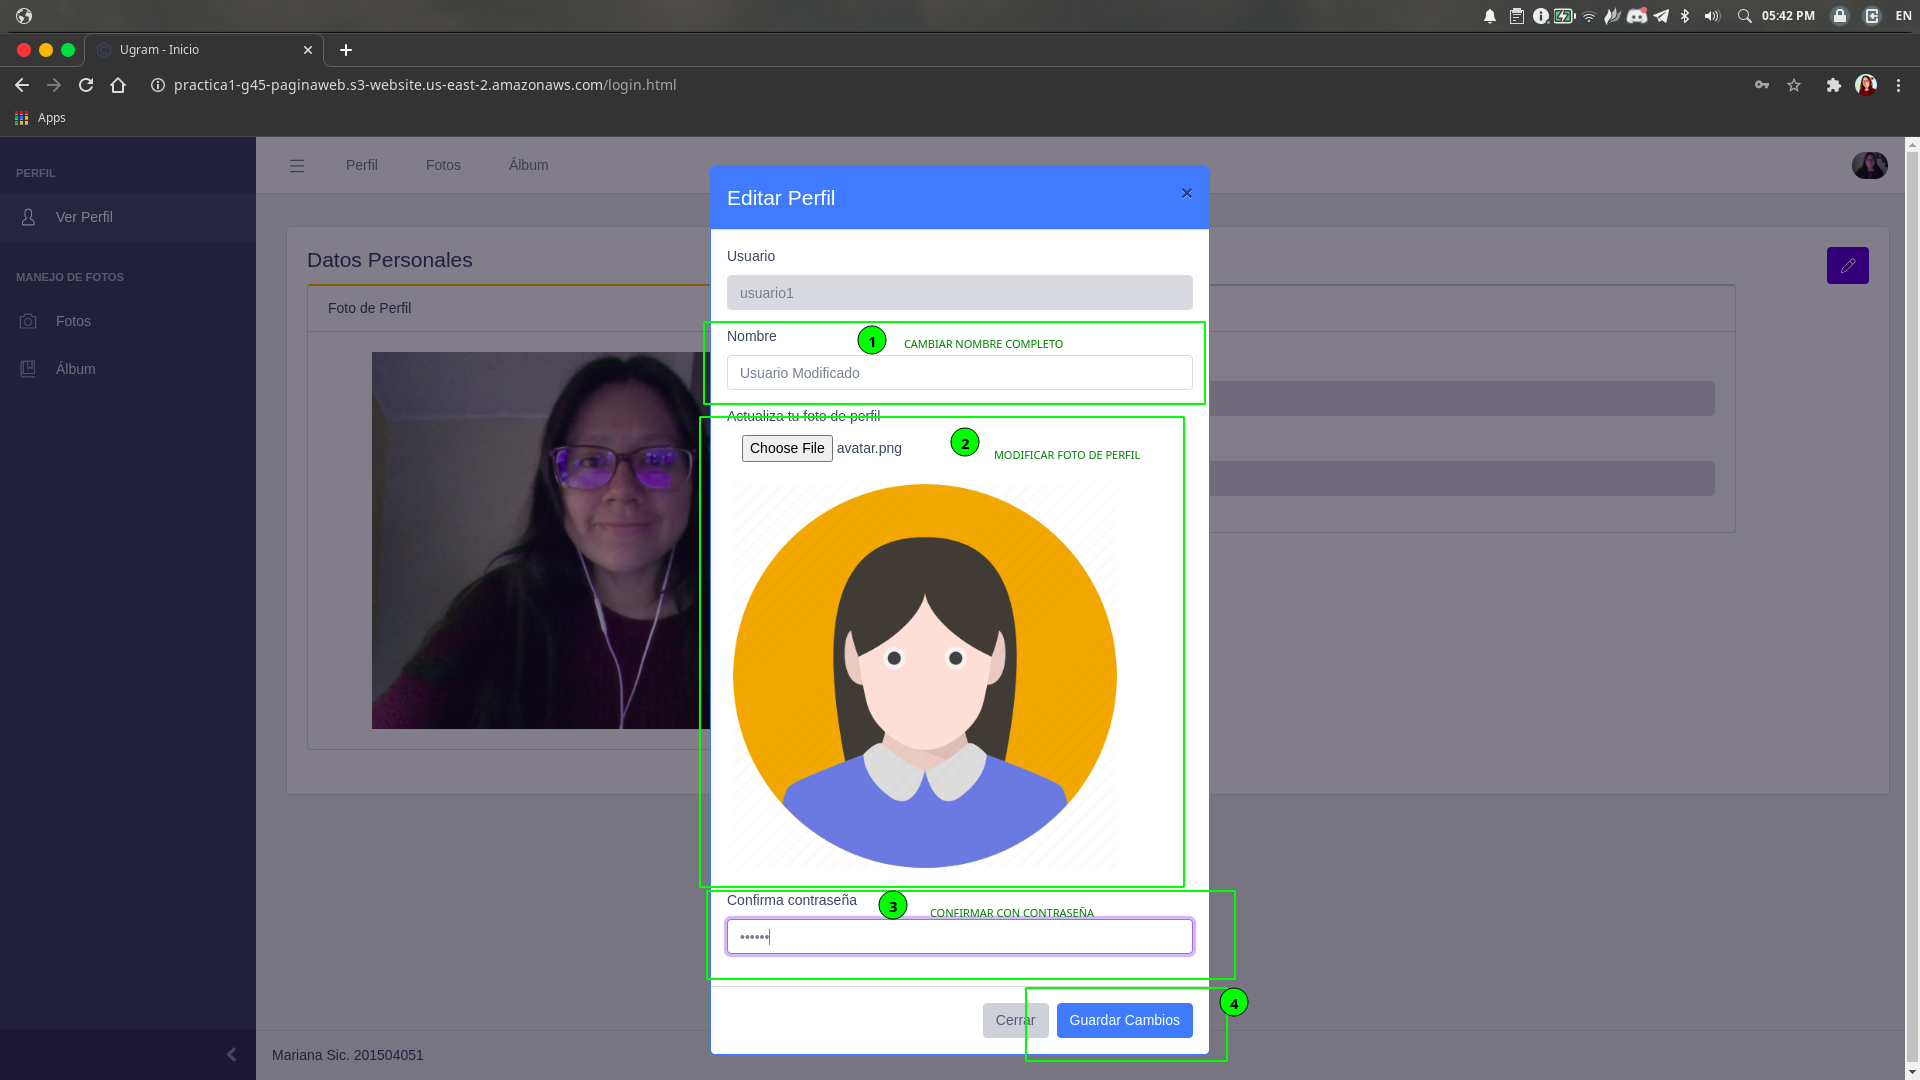 05:42 PM
EN
Ugram - Inicio
practica1-g45-paginaweb.s3-website.us-east-2.amazonaws.com/login.html
Apps
PERFIL
Ver Perfil
MANEJO DE FOTOS
Fotos
Álbum
Perfil Fotos Álbum
Datos Personales
Foto de Perfil
Editar Perfil
×
Usuario
usuario1
Nombre
1 CAMBIAR NOMBRE COMPLETO
Usuario Modificado
Actualiza tu foto de perfil
Choose File avatar.png
2 MODIFICAR FOTO DE PERFIL
Confirma contraseña
3 CONFIRMAR CON CONTRASEÑA
••••••
4
Cerrar Guardar Cambios
Mariana Sic. 201504051